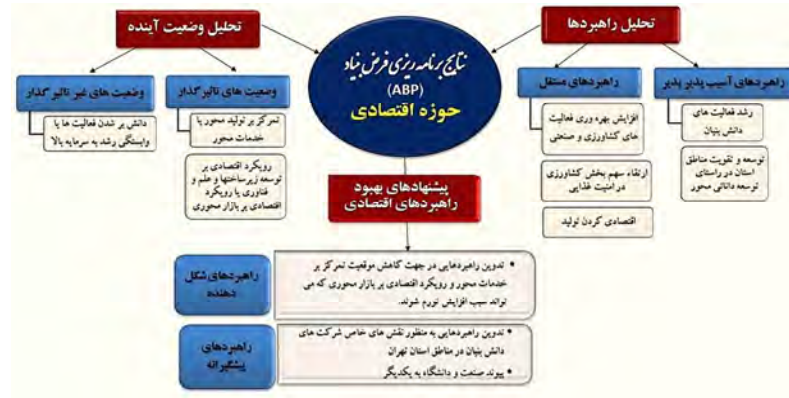 تحلیل راهبردها
نتایج برنامه ریزی فرض بنیاد
(ABP)
حوزه اقتصادی
تحلیل وضعیت آینده
راهبردهای آسیب پذیر پذیر
رشد فعالیت های
دانش بنیان
توسعه و تقویت مناطق
استان در راستای
توسعه دانائی محور
راهبردهای منتقل
افزایش بهره وری فعالیت
های کشاورزی و صنعتی
ارتقاء سهم بخش کشاورزی
در امنیت غذایی
اقتصادی کردن تولید
وضعیت های تاثیر گذار
تمرکز بر تولید محور یا
خدمات محور
رویکرد اقتصادی بر
توسعه زیرساختها و علم و
فناوری یا رویکرد
اقتصادی بر بازار محوری
وضعیت های غیر تاثیر گذار
دانش بر شدن فعالیت ها یا
وابستگی رشد به سرمایه بالا
پیشنهادهای بهبود
راهبردهای اقتصادی
راهبردهای شکل
دهنده
• تدوین راهبردهایی در جهت کاهش موقعیت تمرکز بر
خدمات محور و رویکرد اقتصادی بر بازار محوری که می
تواند سبب افزایش تورم شوند.
راهبردهای
پیشگیرانه
• تدوین راهبردهایی به منظور نقش های خاص شرکت های
دانش بنیان در مناطق استان تهران
• پیوند صنعت و دانشگاه به یکدیگر